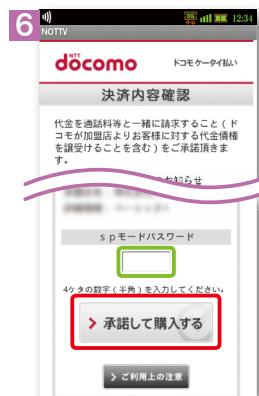 6
3G 12:34
NOTTV
NTT
döcomo ドコモケータイ払い
決済内容確認
代金を通話料等と一緒に請求すること（ド
コモが加盟店よりお客様に対する代金債権
を譲受けることを含む）をご承諾頂きま
す。
お知らせ
spモードパスワード
4ケタの数字（半角）を入力してください。
承諾して購入する
ご利用上の注意